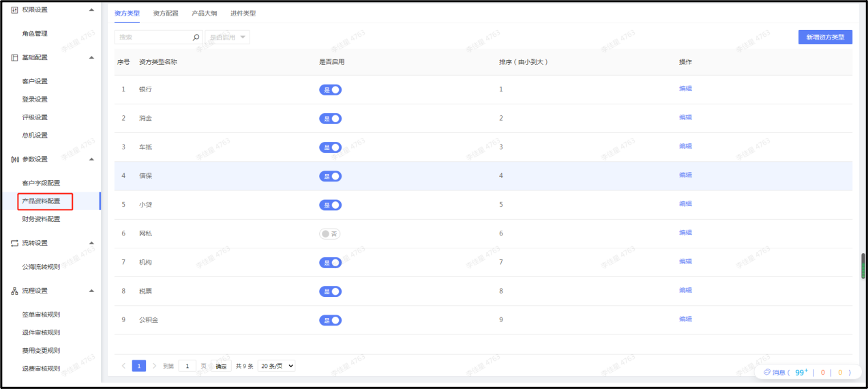 权限设置
角色管理
基础配置
客户设置
登录设置
评级设置
总机设置
参数设置
客户字段配置
产品资料配置
财务资料配置
流转设置
公海流转规则
流程设置
签单审核规则
进件审核规则
费用变更规则
退费审核规则
资方类型 资方配置 产品大纲 进件类型
搜索 是否启用 新增资方类型
序号 资方类型名称 是否启用 排序（由小到大） 操作
1 银行 是 1 编辑
2 消金 是 2 编辑
3 车抵 是 3 编辑
4 信保 是 4 编辑
5 小贷 是 5 编辑
6 网贷 否 6 编辑
7 机构 是 7 编辑
8 税票 是 8 编辑
9 公积金 是 9 编辑
1 到第 1 页 确定 共 9 条 20 条/页
消息 ( 99+ | 0 | 0 )